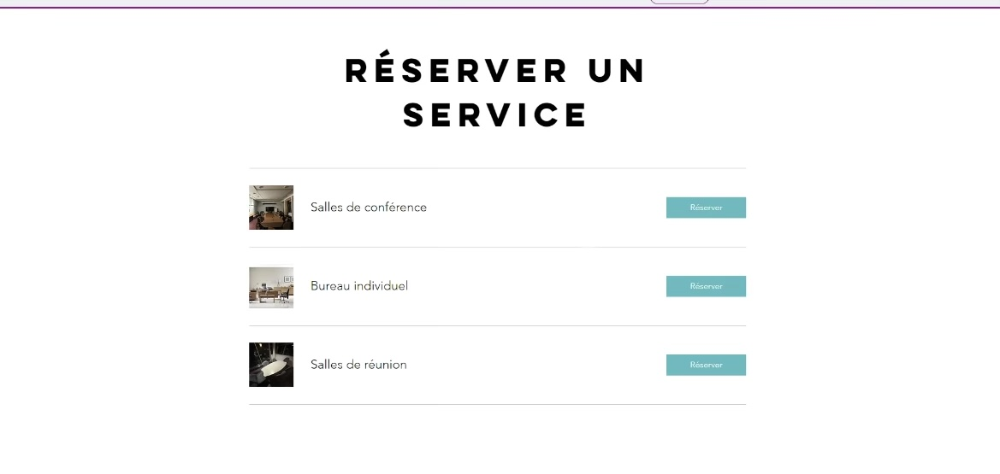 RÉSERVER UN
SERVICE
Salles de conférence
Réserver
Bureau individuel
Réserver
Salles de réunion
Réserver